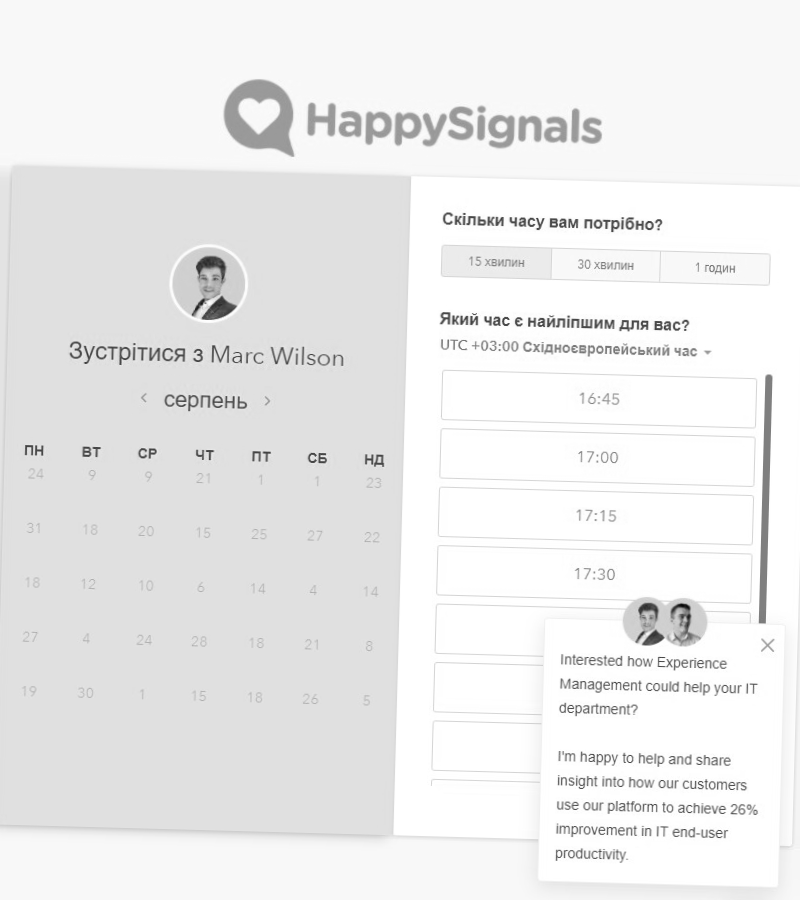 HappySignals
Зустрітися з Marc Wilson
‹ серпень ›
ПН ВТ СР ЧТ ПТ СБ НД
24 9 9 21 1 1 23
31 18 20 15 25 27 22
18 12 10 6 14 4 14
27 4 24 28 18 21 8
19 30 1 15 18 26 5
Скільки часу вам потрібно?
15 хвилин 30 хвилин 1 годин
Який час є найліпшим для вас?
UTC +03:00 Східноєвропейський час
16:45
17:00
17:15
17:30
Interested how Experience
Management could help your IT
department?
I'm happy to help and share
insight into how our customers
use our platform to achieve 26%
improvement in IT end-user
productivity.